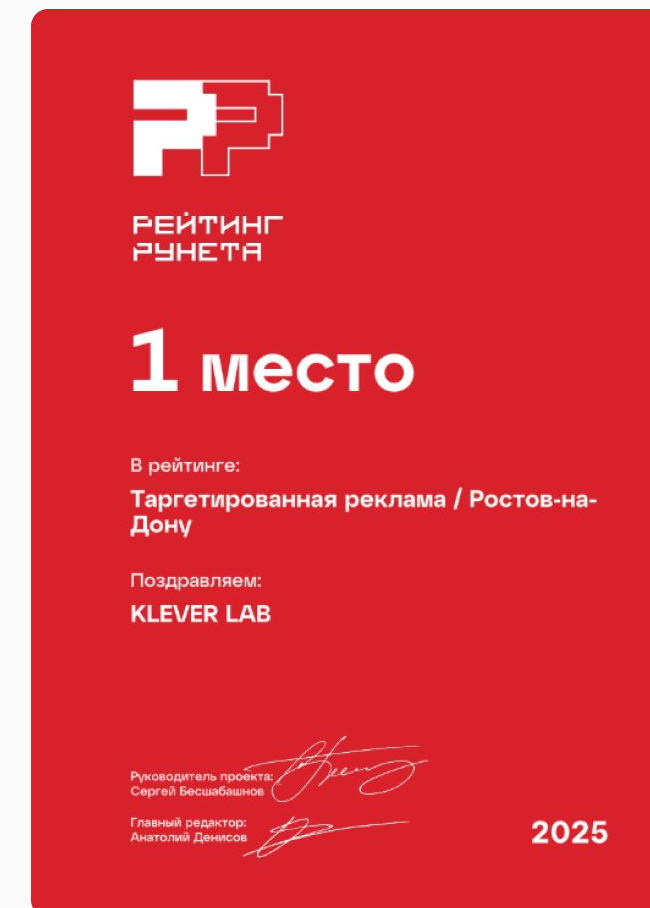 РЕЙТИНГ
РУНЕТА
1 место
В рейтинге:
Таргетированная реклама / Ростов-на-
Дону
Поздравляем:
KLEVER LAB
Руководитель проекта:
Сергей Бесшабашнов
Главный редактор:
Анатолий Денисов
2025